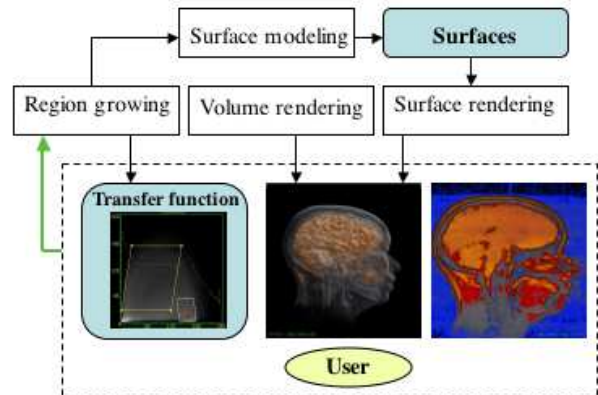 Surface modeling
Surfaces
Region growing
Volume rendering
Surface rendering
Transfer function
User